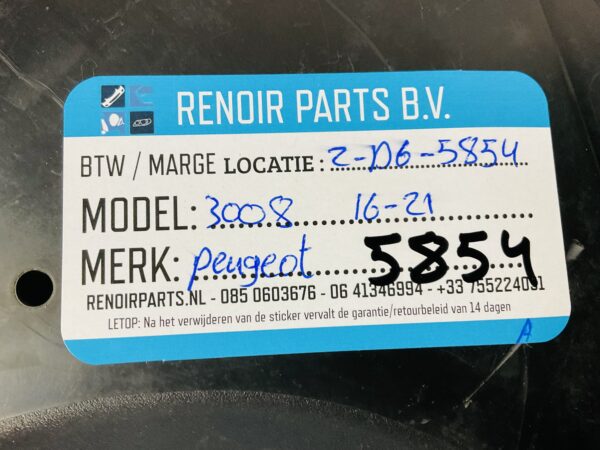 RENOIR PARTS B.V.
BTW / MARGE LOCATIE : 2-D6-5854
MODEL: 3008 16-21
MERK: peugeot 5854
RENOIRPARTS.NL - 085 0603676 - 06 41346994 - +33 755224091
LETOP: Na het verwijderen van de sticker vervalt de garantie/retourbeleid van 14 dagen
A